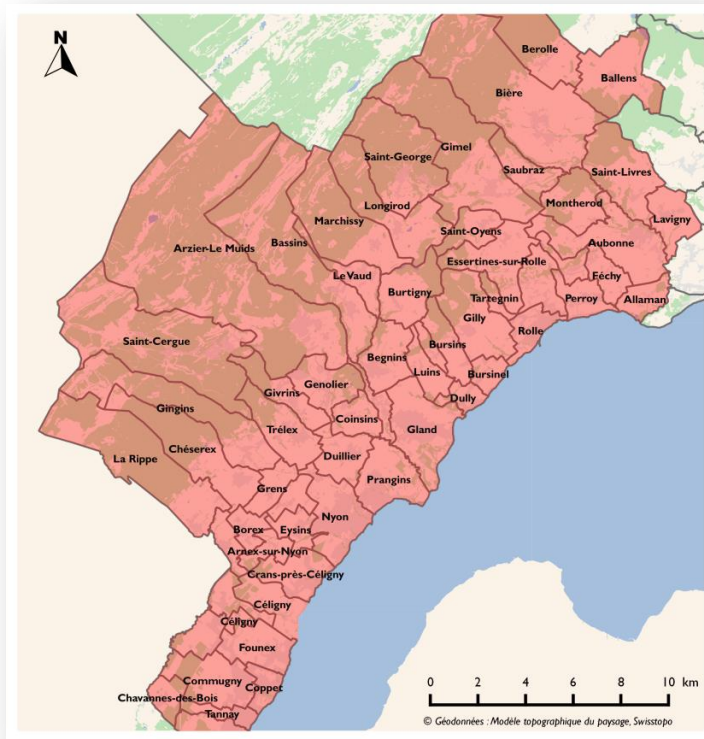 N
Berolle
Ballens
Bière
Gimel
Saint-George
Saubraz
Saint-Livres
Longirod
Montherod
Marchissy
Lavigny
Saint-Oyens
Bassins
Aubonne
Arzier-Le Muids
Essertines-sur-Rolle
Le Vaud
Féchy
Burtigny
Tartegnin
Perroy
Allaman
Gilly
Rolle
Saint-Cergue
Bursins
Begnins
Luins
Bursinel
Genolier
Givrins
Dully
Gingins
Coinsins
Trélex
Gland
Chéserex
La Rippe
Duillier
Prangins
Grens
Nyon
Borex
Eysins
Arnex-sur-Nyon
Crans-près-Céligny
Céligny
Céligny
Founex
Commugny
Coppet
Chavannes-des-Bois
Tannay
0 2 4 6 8 10 km
© Géodonnées : Modèle topographique du paysage, Swisstopo